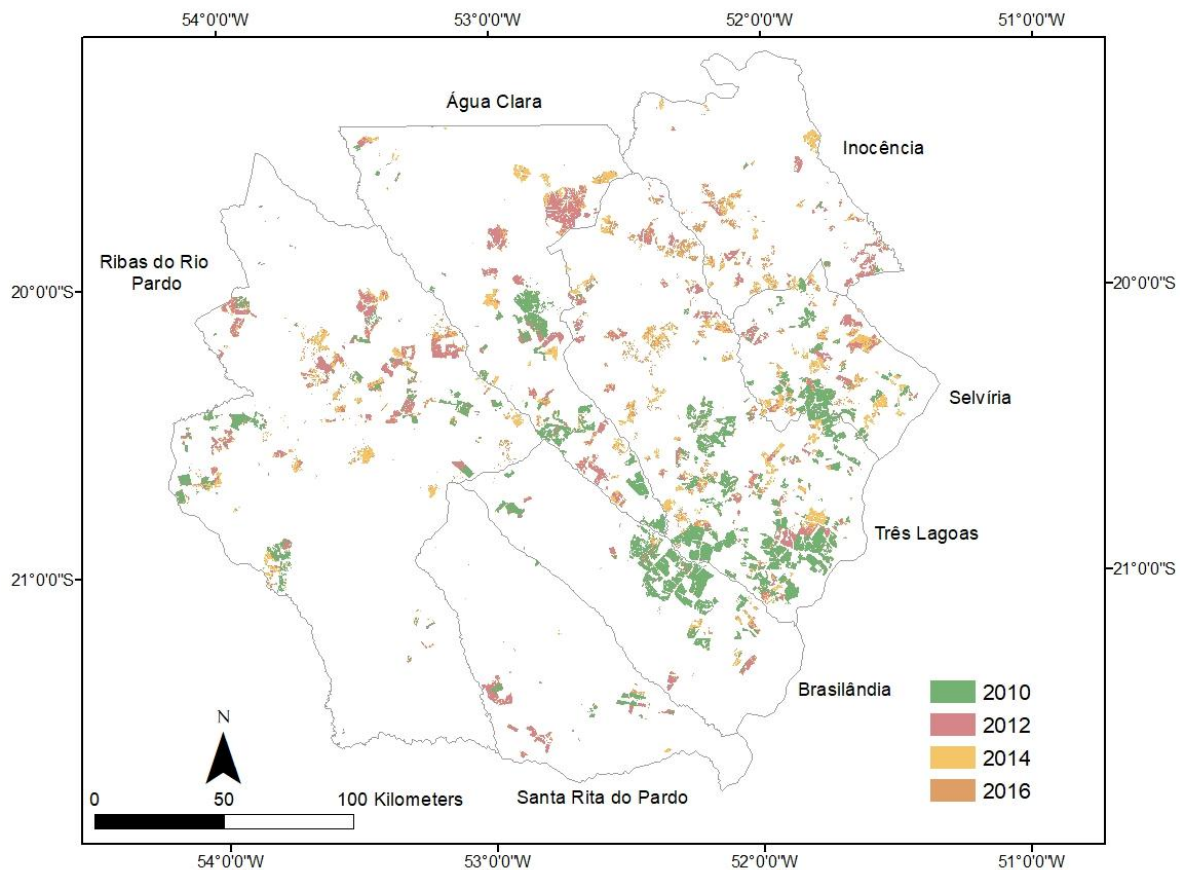 54°0'0"W 53°0'0"W 52°0'0"W 51°0'0"W
Água Clara
Inocência
Ribas do Rio
Pardo
20°0'0"S
20°0'0"S
Selvíria
Três Lagoas
21°0'0"S
21°0'0"S
Brasilândia
2010
2012
2014
2016
N
0 50 100 Kilometers
Santa Rita do Pardo
54°0'0"W 53°0'0"W 52°0'0"W 51°0'0"W